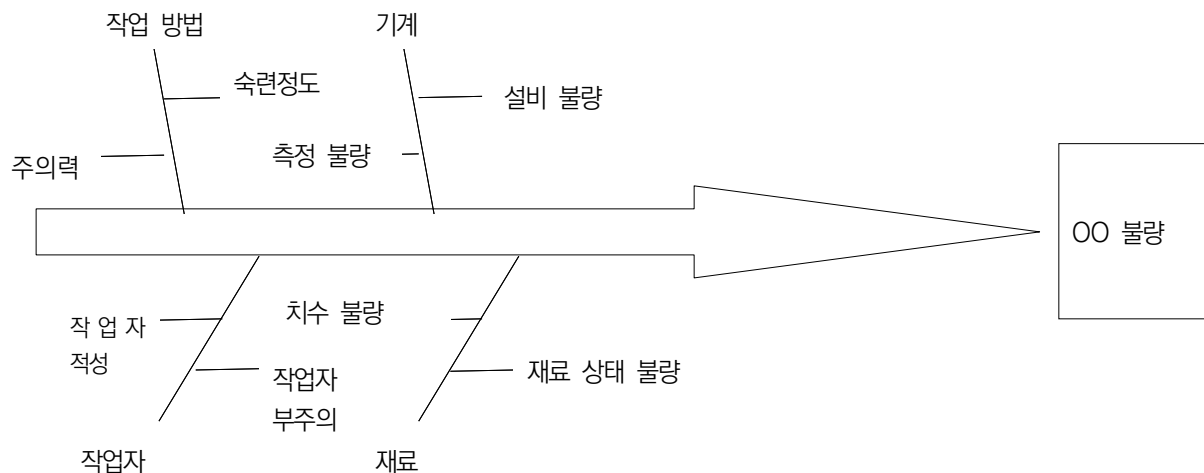 작업 방법
기계
숙련정도
설비 불량
주의력
측정 불량
OO 불량
작 업 자
적성
치수 불량
작업자
부주의
재료 상태 불량
작업자
재료